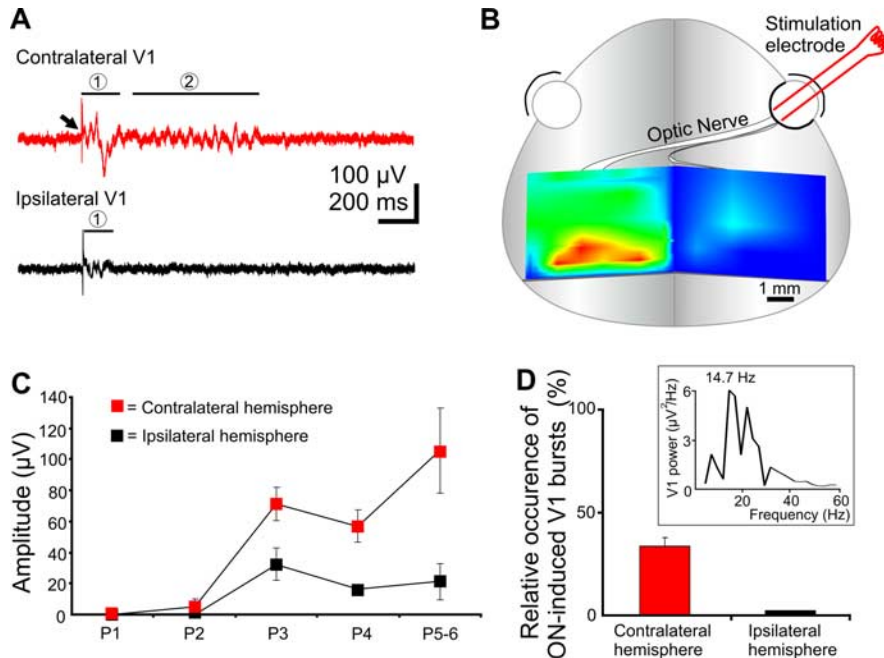 A
Contralateral V1
① ②
100 µV
200 ms
Ipsilateral V1
①
B
Stimulation
electrode
Optic Nerve
1 mm
C
Amplitude (µV)
140
120
100
80
60
40
20
0
= Contralateral hemisphere
= Ipsilateral hemisphere
P1 P2 P3 P4 P5-6
D
Relative occurence of
ON-induced V1 bursts (%)
100
50
0
Contralateral
hemisphere
Ipsilateral
hemisphere
14.7 Hz
V1 power (µV²/Hz)
6
3
0
20 40 60
Frequency (Hz)